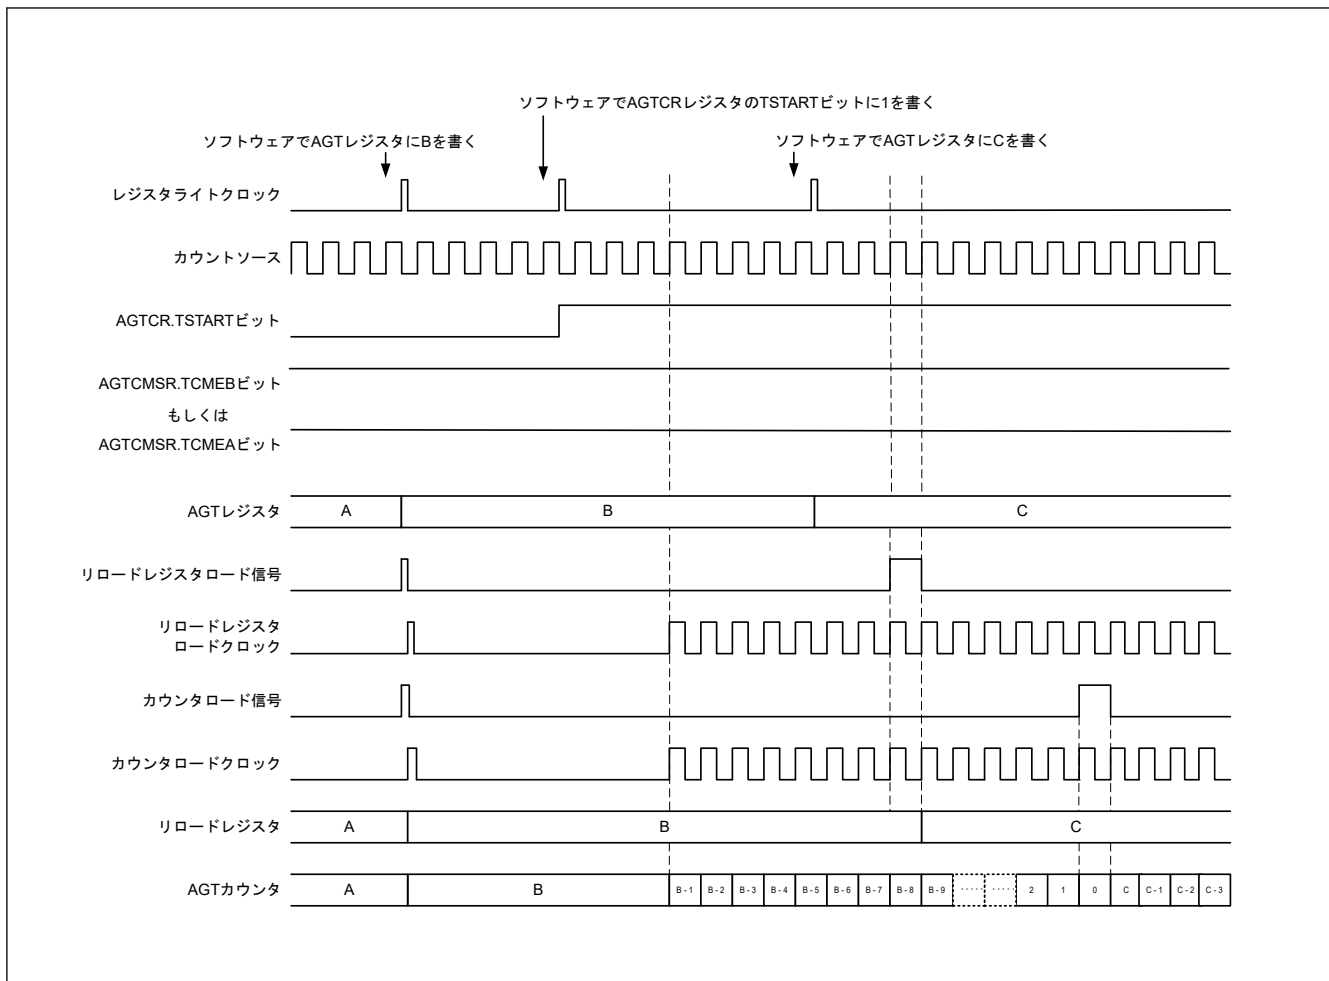 ソフトウェアでAGTCRレジスタのTSTARTビットに1を書く
ソフトウェアでAGTレジスタにBを書く
ソフトウェアでAGTレジスタにCを書く
レジスタライトクロック
カウントソース
AGTCR.TSTARTビット
AGTCMSR.TCMEBビット
もしくは
AGTCMSR.TCMEAビット
AGTレジスタ
A
B
C
リロードレジスタロード信号
リロードレジスタ
ロードクロック
カウンタロード信号
カウンタロードクロック
リロードレジスタ
A
B
C
AGTカウンタ
A
B
B-1
B-2
B-3
B-4
B-5
B-6
B-7
B-8
B-9
.....
.....
2
1
0
C
C-1
C-2
C-3